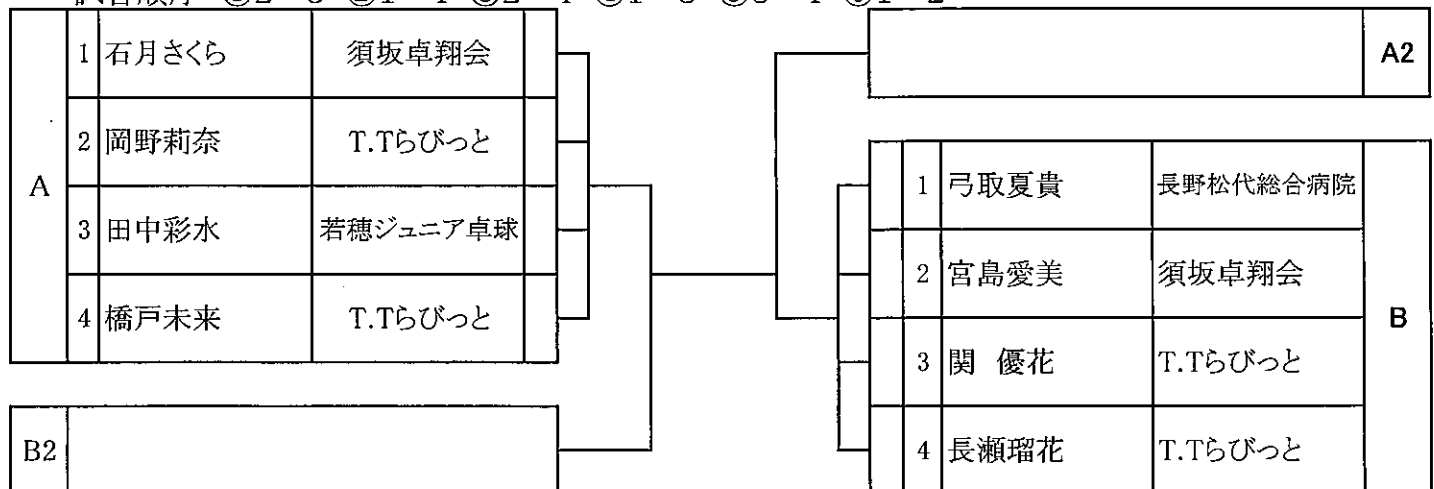 A
1 石月さくら 須坂卓翔会
2 岡野莉奈 T.Tらびっと
3 田中彩水 若穂ジュニア卓球
4 橋戸未来 T.Tらびっと
B2
A2
B
1 弓取夏貴 長野松代総合病院
2 宮島愛美 須坂卓翔会
3 関 優花 T.Tらびっと
4 長瀬瑠花 T.Tらびっと